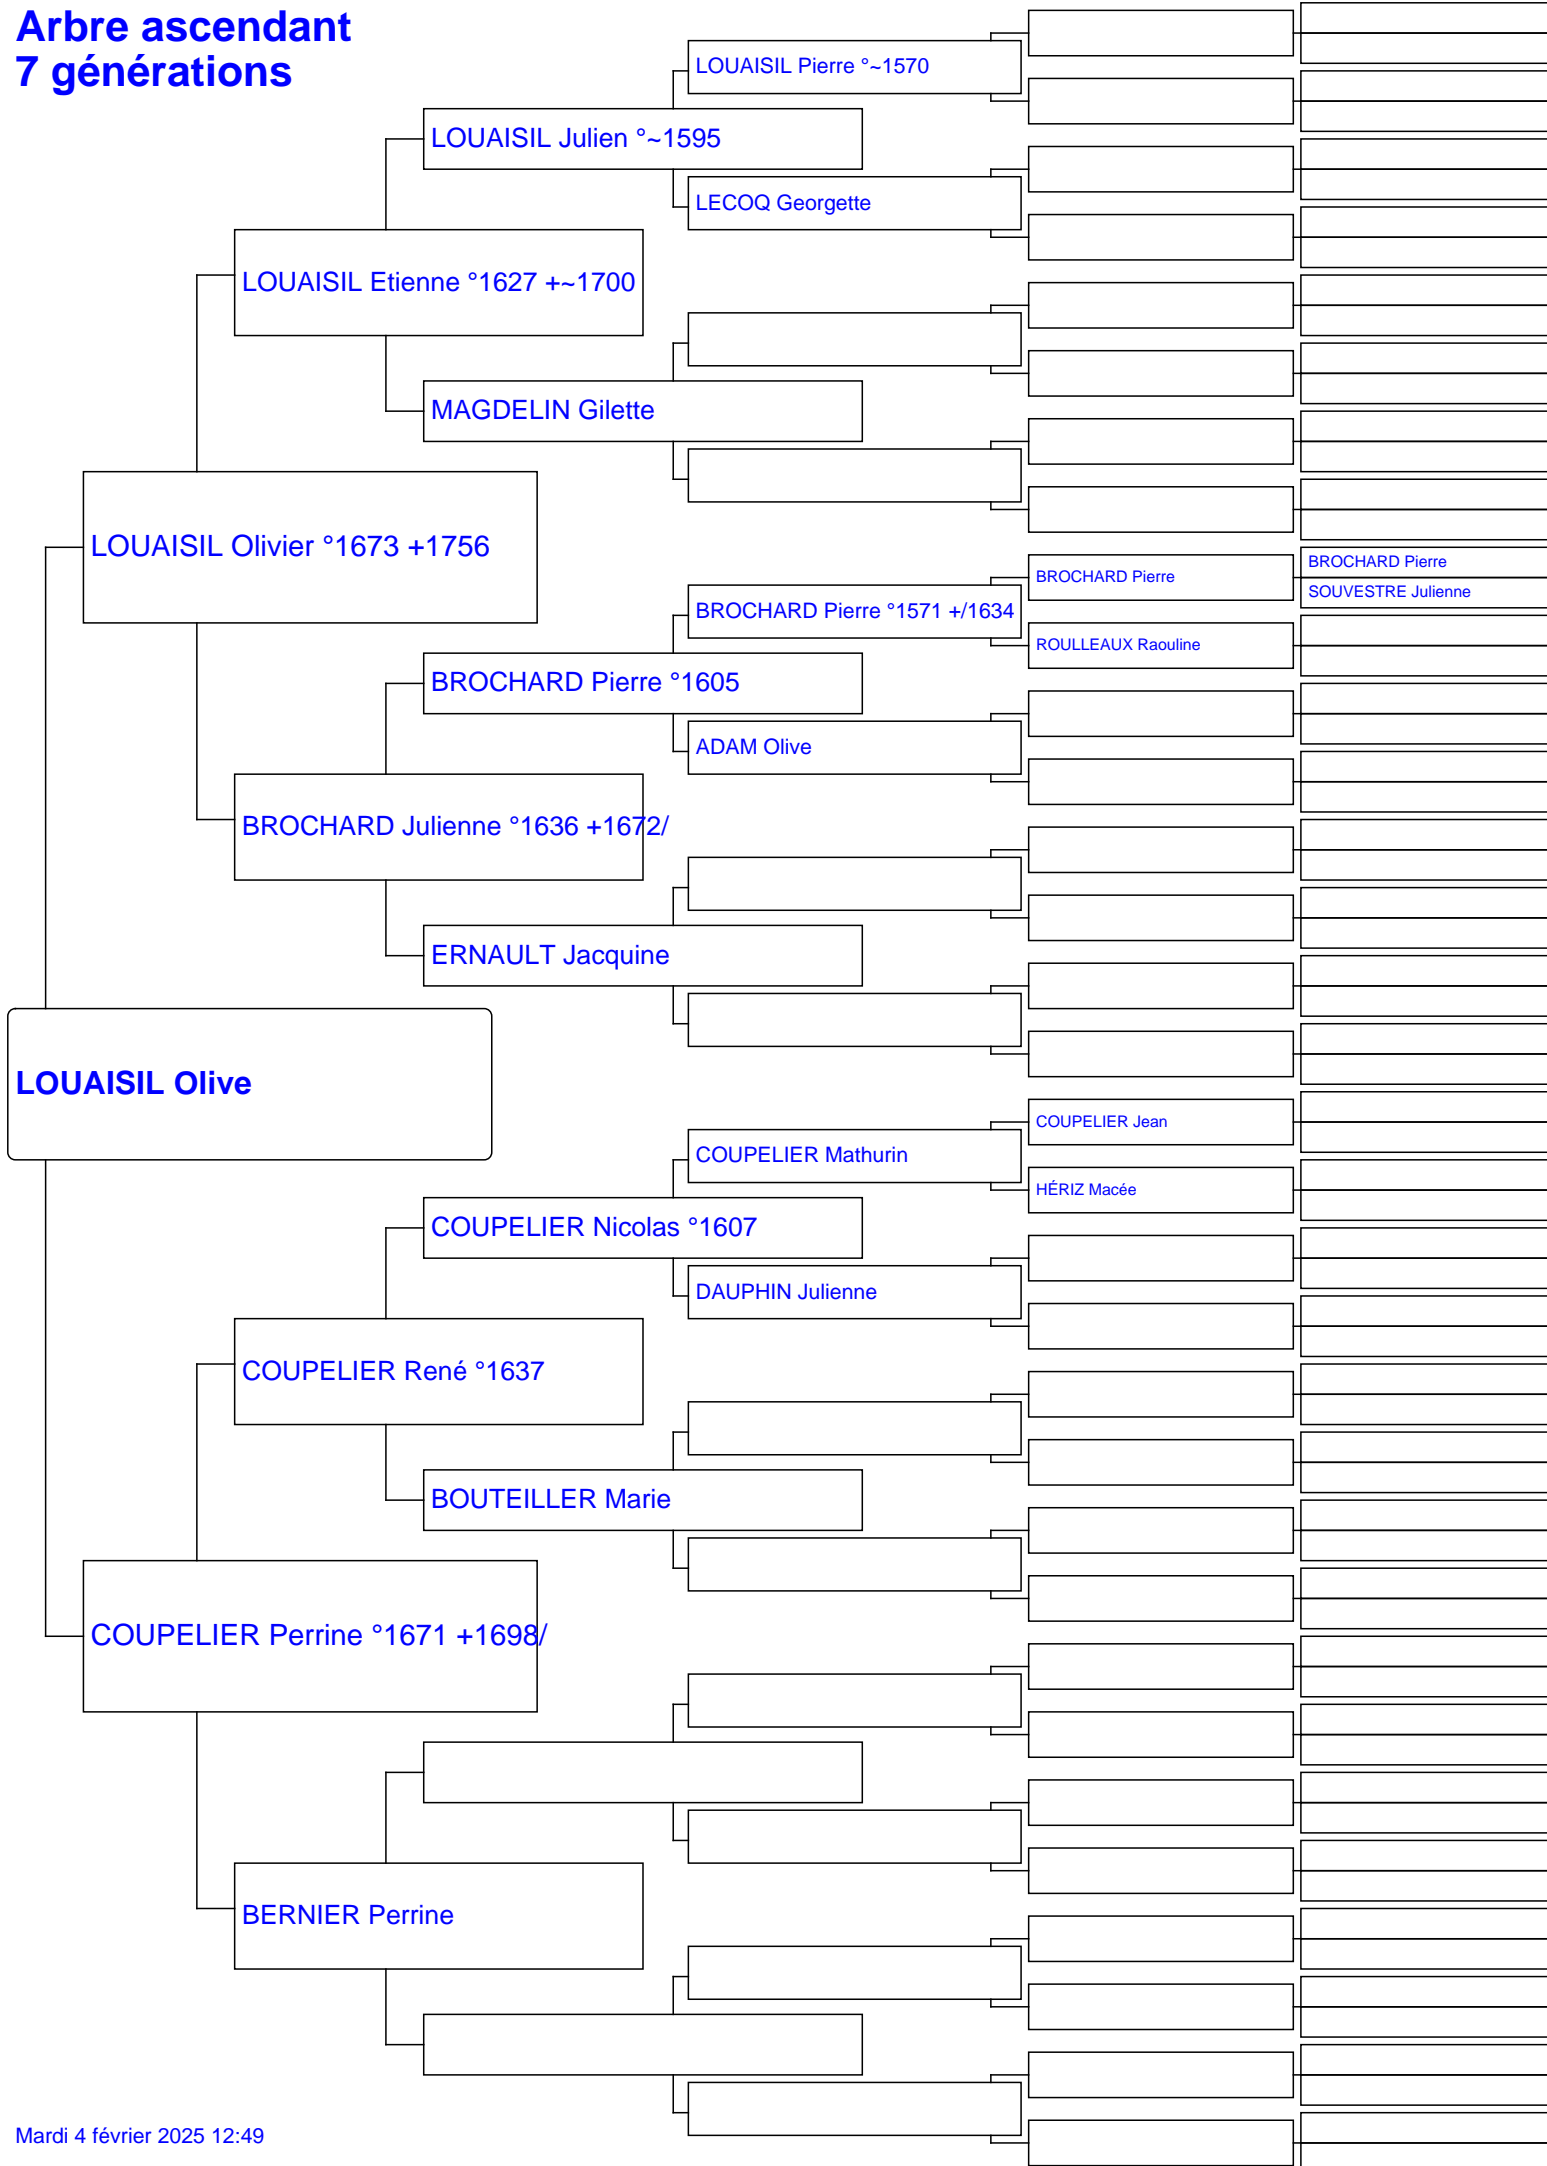 Arbre ascendant
7 générations
LOUAISIL Pierre °~1570
LOUAISIL Julien °~1595
LECOQ Georgette
LOUAISIL Etienne °1627 +~1700
MAGDELIN Gilette
LOUAISIL Olivier °1673 +1756
BROCHARD Pierre
SOUVESTRE Julienne
BROCHARD Pierre
BROCHARD Pierre °1571 +/1634
ROULLEAUX Raouline
BROCHARD Pierre °1605
ADAM Olive
BROCHARD Julienne °1636 +1672/
ERNAULT Jacquine
LOUAISIL Olive
COUPELIER Jean
COUPELIER Mathurin
HÉRIZ Macée
COUPELIER Nicolas °1607
DAUPHIN Julienne
COUPELIER René °1637
BOUTEILLER Marie
COUPELIER Perrine °1671 +1698/
BERNIER Perrine
Mardi 4 février 2025 12:49